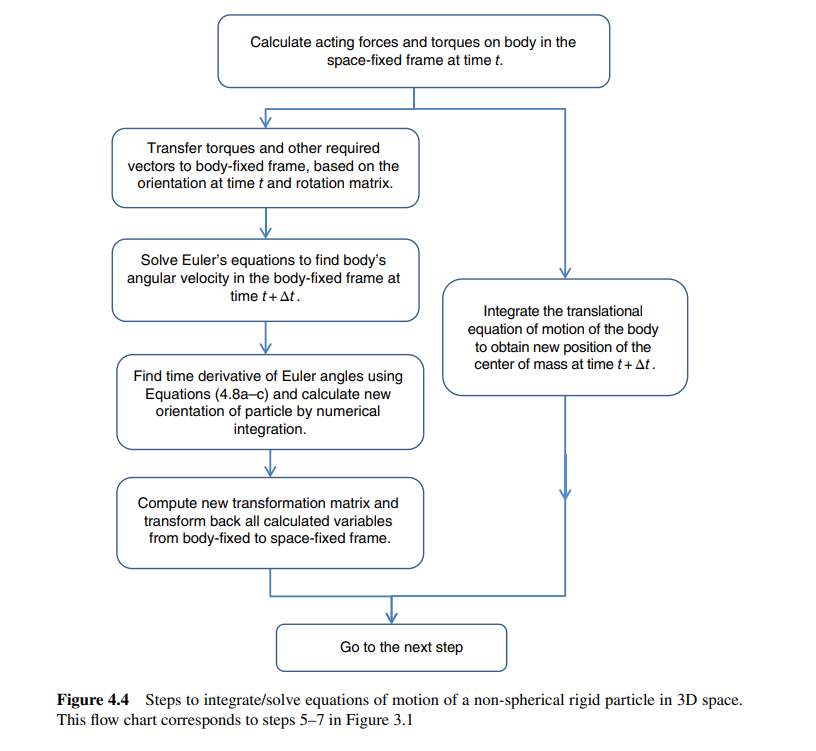 Calculate acting forces and torques on body in the
space-fixed frame at time t.
Transfer torques and other required
vectors to body-fixed frame, based on the
orientation at time t and rotation matrix.
Solve Euler's equations to find body's
angular velocity in the body-fixed frame at
time t + Δt.
Find time derivative of Euler angles using
Equations (4.8a–c) and calculate new
orientation of particle by numerical
integration.
Compute new transformation matrix and
transform back all calculated variables
from body-fixed to space-fixed frame.
Integrate the translational
equation of motion of the body
to obtain new position of the
center of mass at time t + Δt.
Go to the next step
Figure 4.4 Steps to integrate/solve equations of motion of a non-spherical rigid particle in 3D space.
This flow chart corresponds to steps 5–7 in Figure 3.1